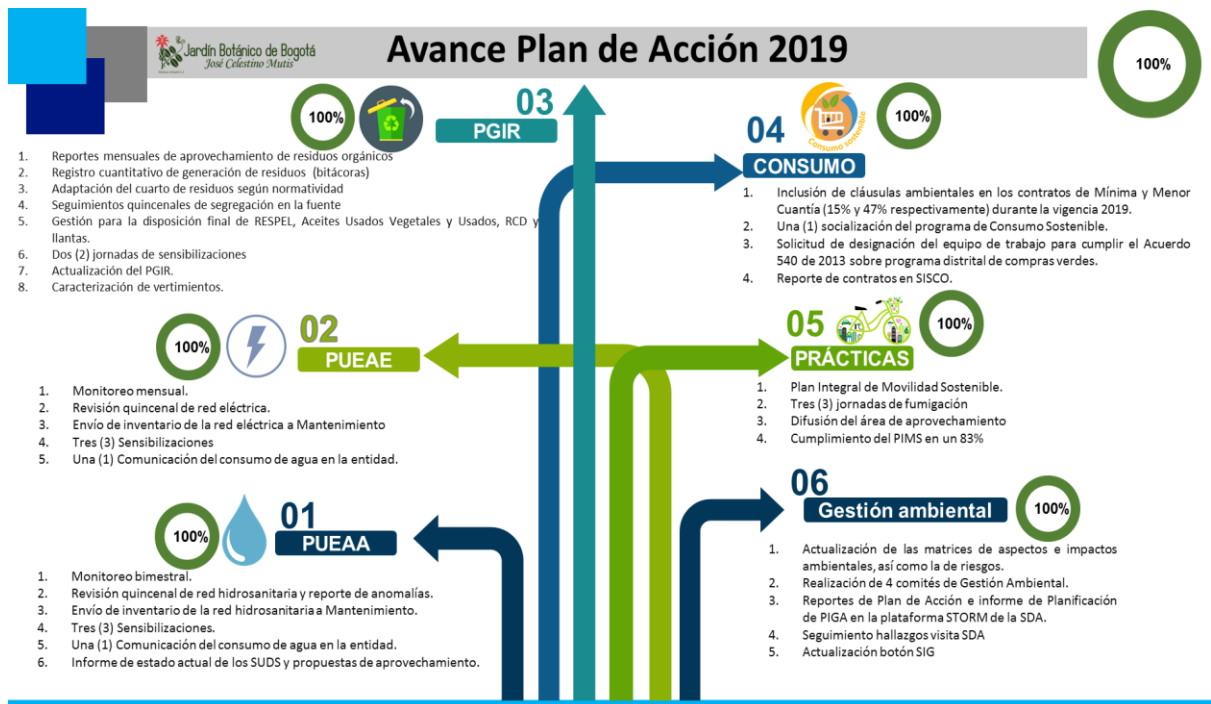 Jardín Botánico de Bogotá
José Celestino Mutis
Avance Plan de Acción 2019
100%
100%
03
PGIR
1. Reportes mensuales de aprovechamiento de residuos orgánicos
2. Registro cuantitativo de generación de residuos (bitácoras)
3. Adaptación del cuarto de residuos según normatividad
4. Seguimientos quincenales de segregación en la fuente
5. Gestión para la disposición final de RESPEL, Aceites Usados Vegetales y Usados, RCD y
llantas.
6. Dos (2) jornadas de sensibilizaciones
7. Actualización del PGIR.
8. Caracterización de vertimientos.
04
Consumo sostenible
100%
CONSUMO
1. Inclusión de cláusulas ambientales en los contratos de Mínima y Menor
Cuantía (15% y 47% respectivamente) durante la vigencia 2019.
2. Una (1) socialización del programa de Consumo Sostenible.
3. Solicitud de designación del equipo de trabajo para cumplir el Acuerdo
540 de 2013 sobre programa distrital de compras verdes.
4. Reporte de contratos en SISCO.
100%
02
PUEAE
1. Monitoreo mensual.
2. Revisión quincenal de red eléctrica.
3. Envío de inventario de la red eléctrica a Mantenimiento
4. Tres (3) Sensibilizaciones
5. Una (1) Comunicación del consumo de agua en la entidad.
05
100%
PRÁCTICAS
1. Plan Integral de Movilidad Sostenible.
2. Tres (3) jornadas de fumigación
3. Difusión del área de aprovechamiento
4. Cumplimiento del PIMS en un 83%
100%
01
PUEAA
1. Monitoreo bimestral.
2. Revisión quincenal de red hidrosanitaria y reporte de anomalías.
3. Envío de inventario de la red hidrosanitaria a Mantenimiento.
4. Tres (3) Sensibilizaciones.
5. Una (1) Comunicación del consumo de agua en la entidad.
6. Informe de estado actual de los SUDS y propuestas de aprovechamiento.
06
Gestión ambiental
100%
1. Actualización de las matrices de aspectos e impactos
ambientales, así como la de riesgos.
2. Realización de 4 comités de Gestión Ambiental.
3. Reportes de Plan de Acción e informe de Planificación
de PIGA en la plataforma STORM de la SDA.
4. Seguimiento hallazgos visita SDA
5. Actualización botón SIG